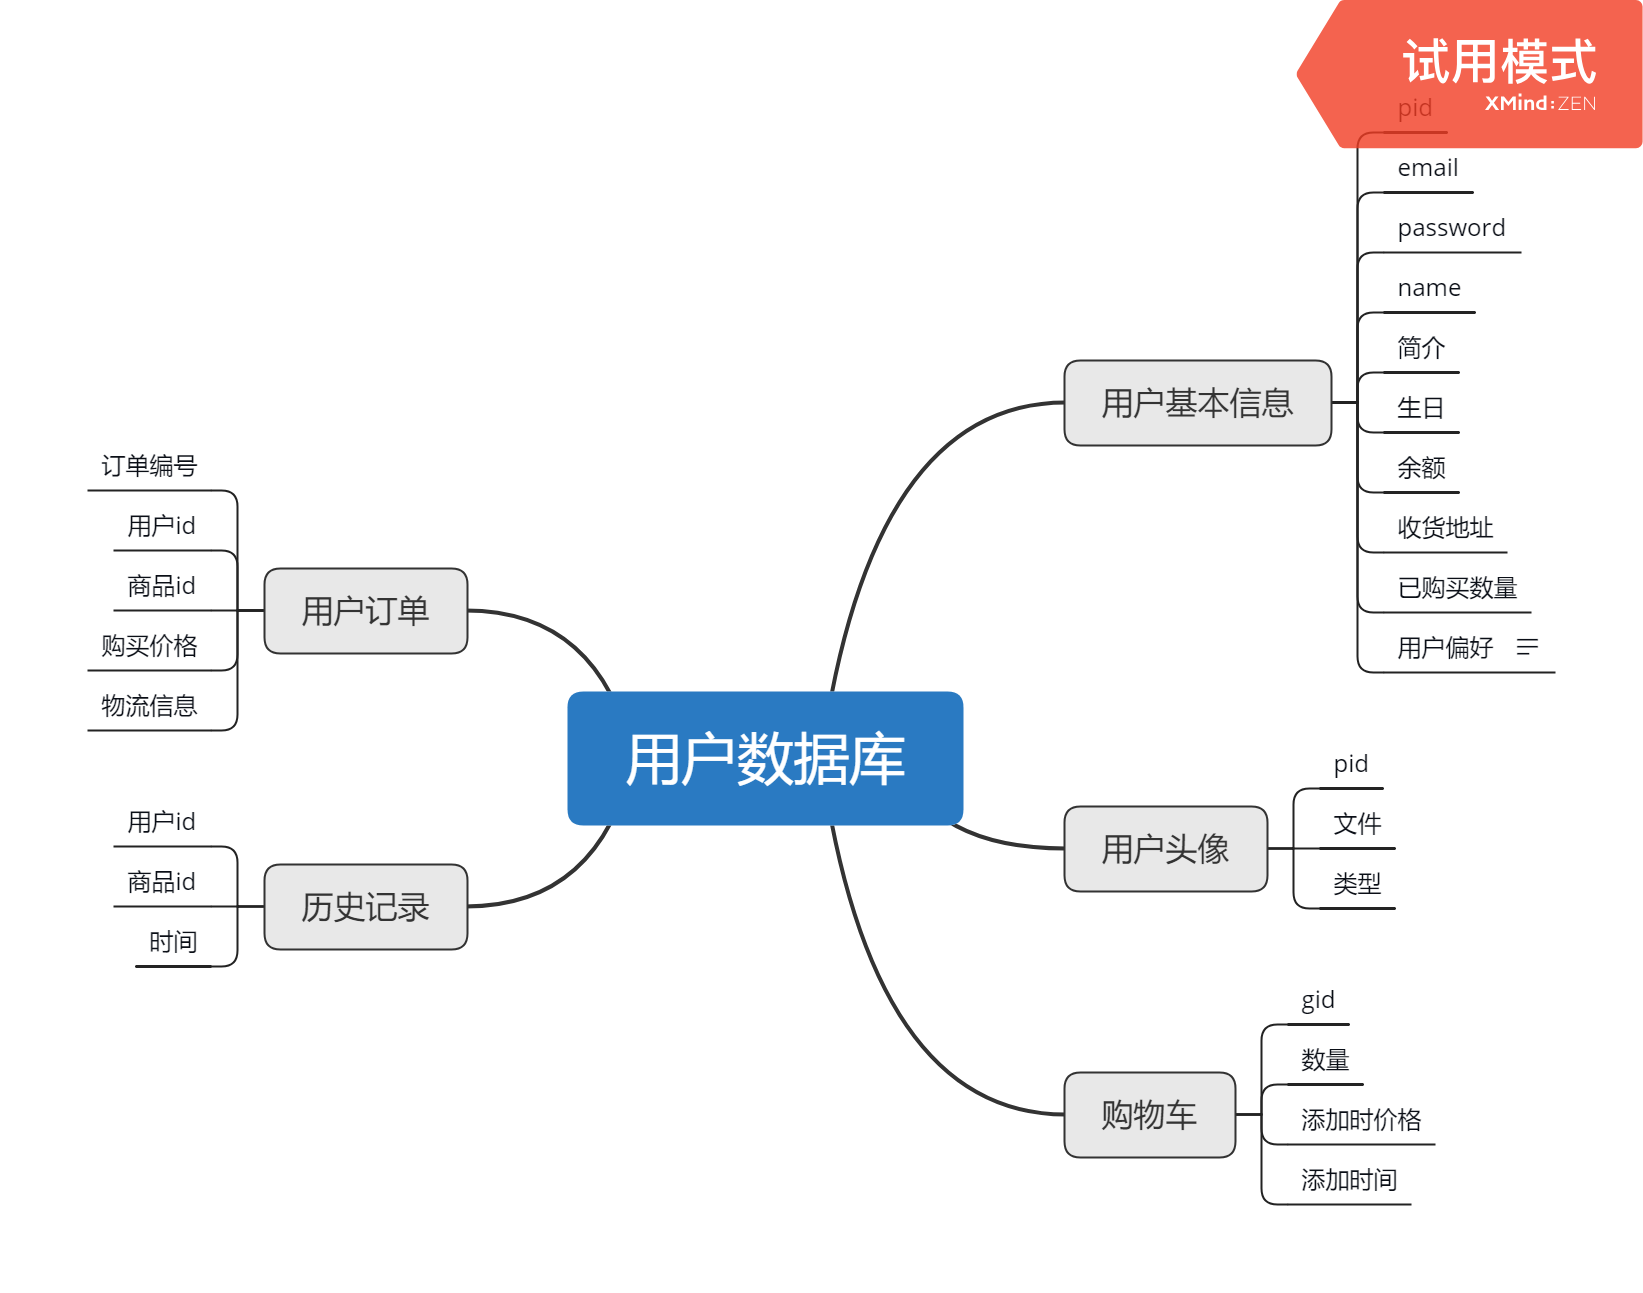 试用模式
XMind:ZEN
pid
email
password
name
简介
生日
余额
收货地址
已购买数量
用户偏好
用户基本信息
订单编号
用户id
商品id
购买价格
物流信息
用户订单
用户数据库
pid
文件
类型
用户头像
用户id
商品id
时间
历史记录
gid
数量
添加时价格
添加时间
购物车